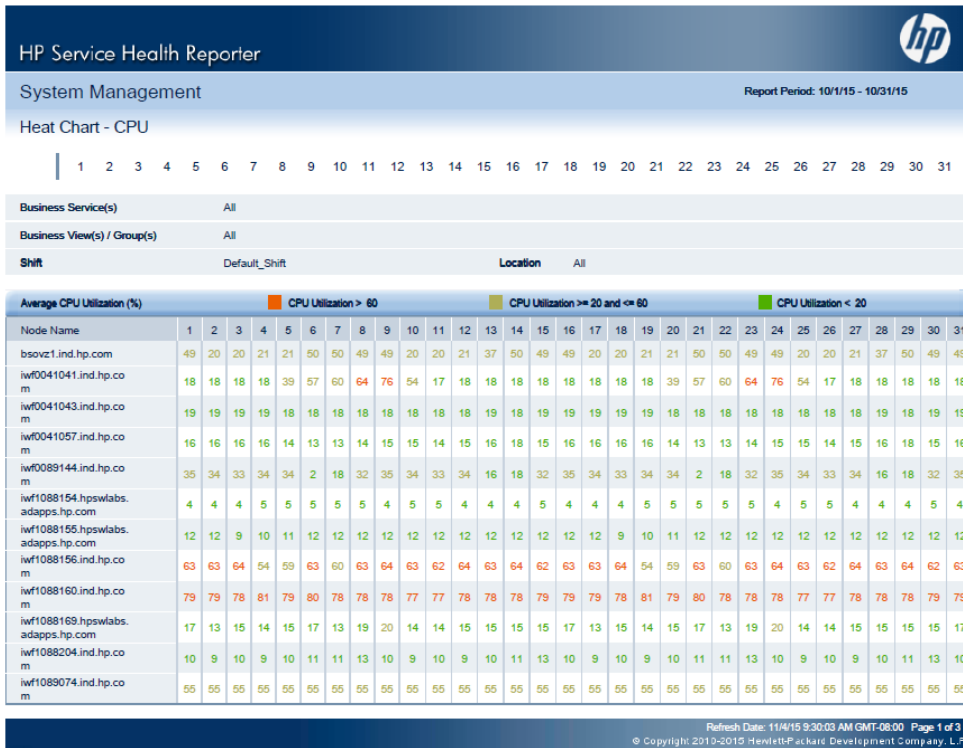 hp
HP Service Health Reporter
System Management Report Period: 10/1/15 - 10/31/15
Heat Chart - CPU
1 2 3 4 5 6 7 8 9 10 11 12 13 14 15 16 17 18 19 20 21 22 23 24 25 26 27 28 29 30 31
Business Service(s) All
Business View(s) / Group(s) All
Shift Default_Shift Location All
Average CPU Utilization (%) CPU Utilization > 60 CPU Utilization >= 20 and <= 60 CPU Utilization < 20
Node Name 1 2 3 4 5 6 7 8 9 10 11 12 13 14 15 16 17 18 19 20 21 22 23 24 25 26 27 28 29 30 31
bsovz1.ind.hp.com 49 20 20 21 21 50 50 49 49 20 20 21 37 50 49 49 20 20 21 21 50 50 49 49 20 20 21 37 50 49 49
iwf0041041.ind.hp.co
m 18 18 18 18 39 57 60 64 76 54 17 18 18 18 18 18 18 18 18 39 57 60 64 76 54 17 18 18 18 18 18
iwf0041043.ind.hp.co
m 19 19 19 19 18 18 18 18 18 18 18 18 19 18 19 19 19 19 19 18 18 18 18 18 18 18 18 19 18 19 19
iwf0041057.ind.hp.co
m 16 16 16 16 14 13 13 14 15 15 14 15 16 18 15 16 16 16 16 14 13 13 14 15 15 14 15 16 18 15 16
iwf0089144.ind.hp.co
m 35 34 33 34 34 2 18 32 35 34 33 34 16 18 32 35 34 33 34 34 2 18 32 35 34 33 34 16 18 32 35
iwf1088154.hpswlabs.
adapps.hp.com 4 4 4 5 5 5 5 5 4 5 5 4 4 4 5 4 4 4 5 5 5 5 5 4 5 5 4 4 4 5 4
iwf1088155.hpswlabs.
adapps.hp.com 12 12 9 10 11 12 12 12 12 12 12 12 12 12 12 12 12 9 10 11 12 12 12 12 12 12 12 12 12 12 12
iwf1088156.ind.hp.co
m 63 63 64 54 59 63 60 63 64 63 62 64 63 64 62 63 63 64 54 59 63 60 63 64 63 62 64 63 64 62 63
iwf1088160.ind.hp.co
m 79 79 78 81 79 80 78 78 78 77 77 78 78 78 79 79 79 78 81 79 80 78 78 78 77 77 78 78 78 79 79
iwf1088169.hpswlabs.
adapps.hp.com 17 13 15 14 15 17 13 19 20 14 14 15 15 15 15 17 13 15 14 15 17 13 19 20 14 14 15 15 15 15 17
iwf1088204.ind.hp.co
m 10 9 10 9 10 11 11 13 10 9 10 9 10 11 13 10 9 10 9 10 11 11 13 10 9 10 9 10 11 13 10
iwf1089074.ind.hp.co
m 55 55 55 55 55 55 55 55 55 55 55 55 55 55 55 55 55 55 55 55 55 55 55 55 55 55 55 55 55 55 55
Refresh Date: 11/4/15 9:30:03 AM GMT-08:00 Page 1 of 3
© Copyright 2010-2015 Hewlett-Packard Development Company, L.P